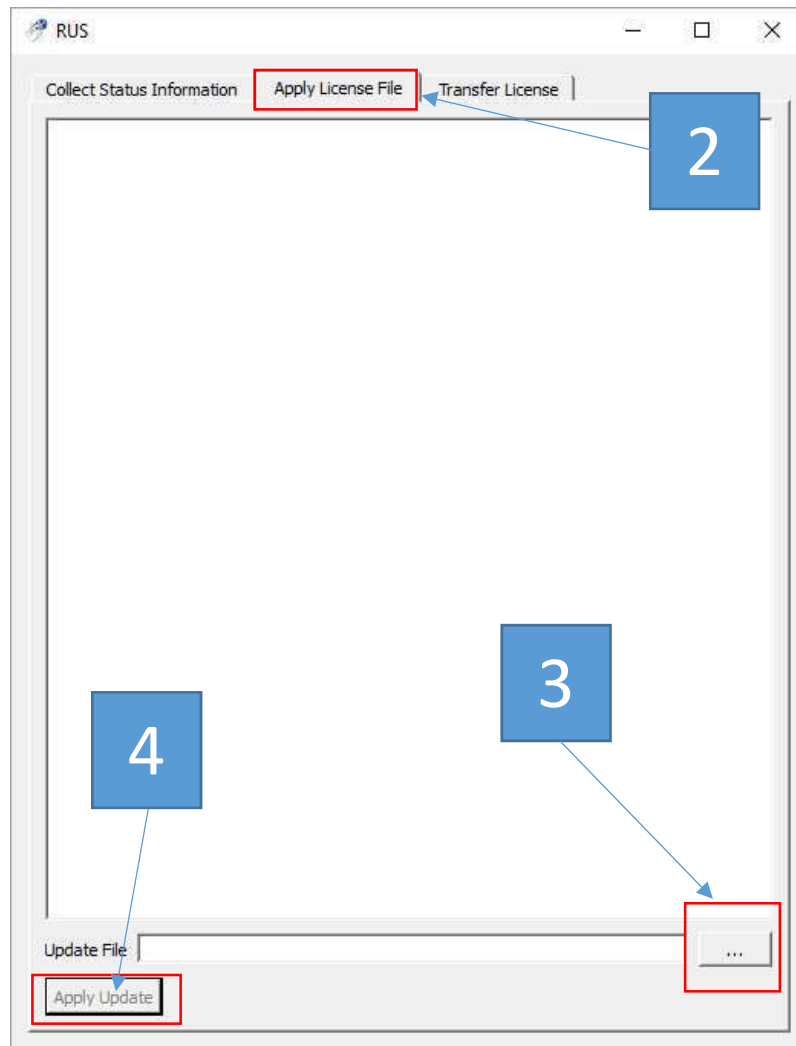 RUS
Collect Status Information Apply License File Transfer License
2
3
4
Update File ...
Apply Update